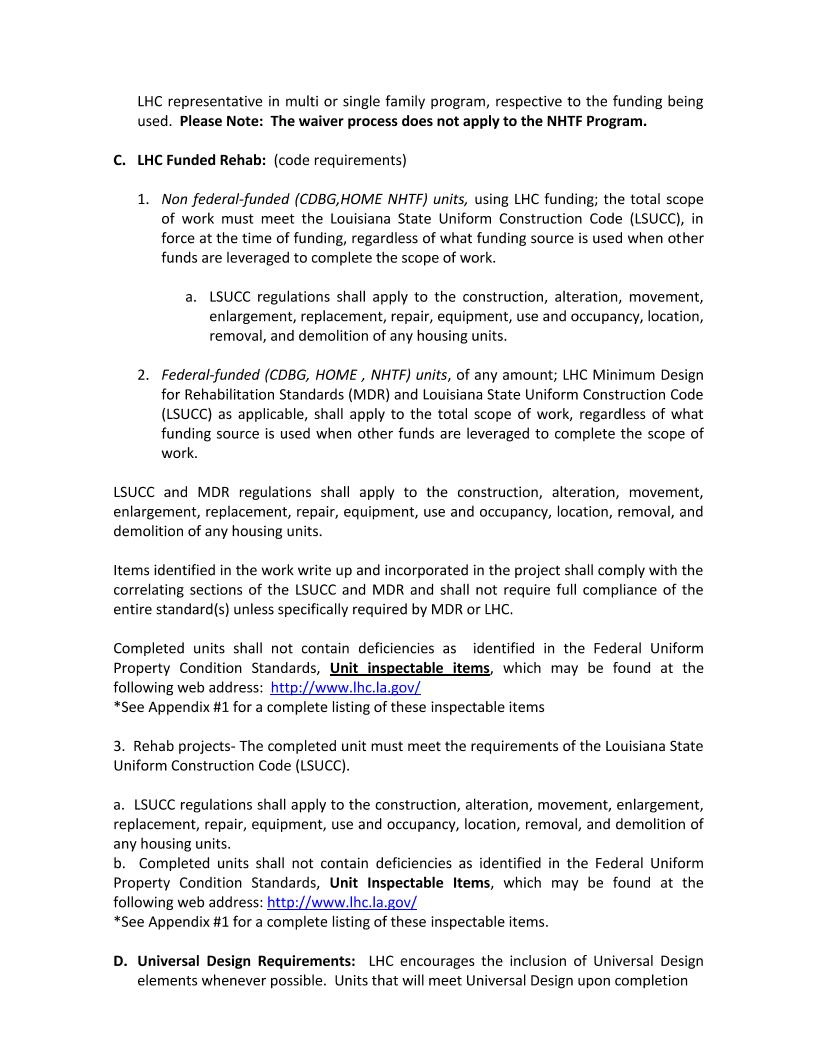 LHC representative in multi or single family program, respective to the funding being
used.  Please Note:  The waiver process does not apply to the NHTF Program.
C.  LHC Funded Rehab:  (code requirements)
1.  Non federal-funded (CDBG,HOME NHTF) units, using LHC funding; the total scope
of work must meet the Louisiana State Uniform Construction Code (LSUCC), in
force at the time of funding, regardless of what funding source is used when other
funds are leveraged to complete the scope of work.
a.  LSUCC regulations shall apply to the construction, alteration, movement,
enlargement, replacement, repair, equipment, use and occupancy, location,
removal, and demolition of any housing units.
2.  Federal-funded (CDBG, HOME , NHTF) units, of any amount; LHC Minimum Design
for Rehabilitation Standards (MDR) and Louisiana State Uniform Construction Code
(LSUCC) as applicable, shall apply to the total scope of work, regardless of what
funding source is used when other funds are leveraged to complete the scope of
work.
LSUCC and MDR regulations shall apply to the construction, alteration, movement,
enlargement, replacement, repair, equipment, use and occupancy, location, removal, and
demolition of any housing units.
Items identified in the work write up and incorporated in the project shall comply with the
correlating sections of the LSUCC and MDR and shall not require full compliance of the
entire standard(s) unless specifically required by MDR or LHC.
Completed units shall not contain deficiencies as  identified in the Federal Uniform
Property Condition Standards, Unit inspectable items, which may be found at the
following web address:  http://www.lhc.la.gov/
*See Appendix #1 for a complete listing of these inspectable items
3.  Rehab projects- The completed unit must meet the requirements of the Louisiana State
Uniform Construction Code (LSUCC).
a.  LSUCC regulations shall apply to the construction, alteration, movement, enlargement,
replacement, repair, equipment, use and occupancy, location, removal, and demolition of
any housing units.
b.  Completed units shall not contain deficiencies as identified in the Federal Uniform
Property Condition Standards, Unit Inspectable Items, which may be found at the
following web address: http://www.lhc.la.gov/
*See Appendix #1 for a complete listing of these inspectable items.
D.  Universal Design Requirements:  LHC encourages the inclusion of Universal Design
elements whenever possible.  Units that will meet Universal Design upon completion